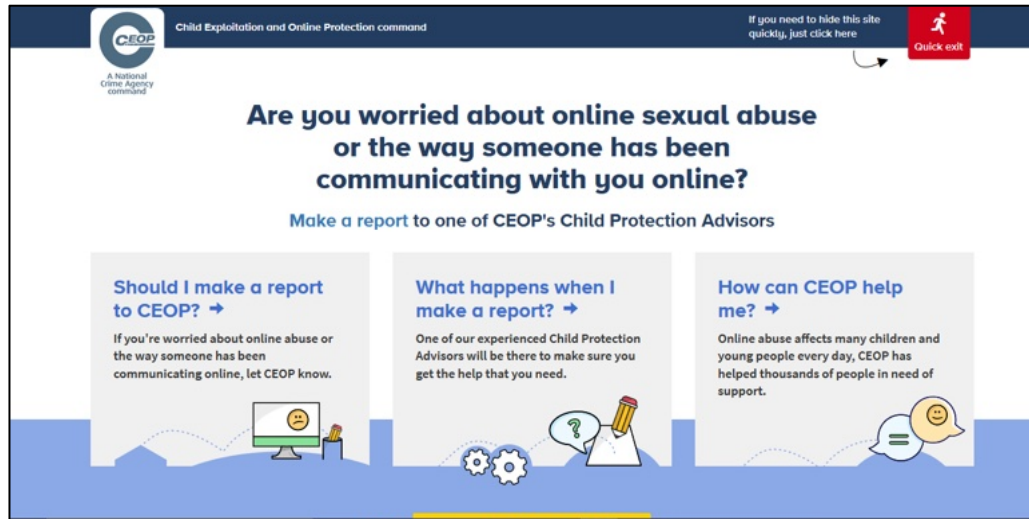 CEOP
A National
Crime Agency
command
Child Exploitation and Online Protection command
If you need to hide this site
quickly, just click here
Quick exit
Are you worried about online sexual abuse
or the way someone has been
communicating with you online?
Make a report to one of CEOP's Child Protection Advisors
Should I make a report
to CEOP? ➜
If you're worried about online abuse or
the way someone has been
communicating online, let CEOP know.
What happens when I
make a report? ➜
One of our experienced Child Protection
Advisors will be there to make sure you
get the help that you need.
How can CEOP help
me? ➜
Online abuse affects many children and
young people every day, CEOP has
helped thousands of people in need of
support.
?
=